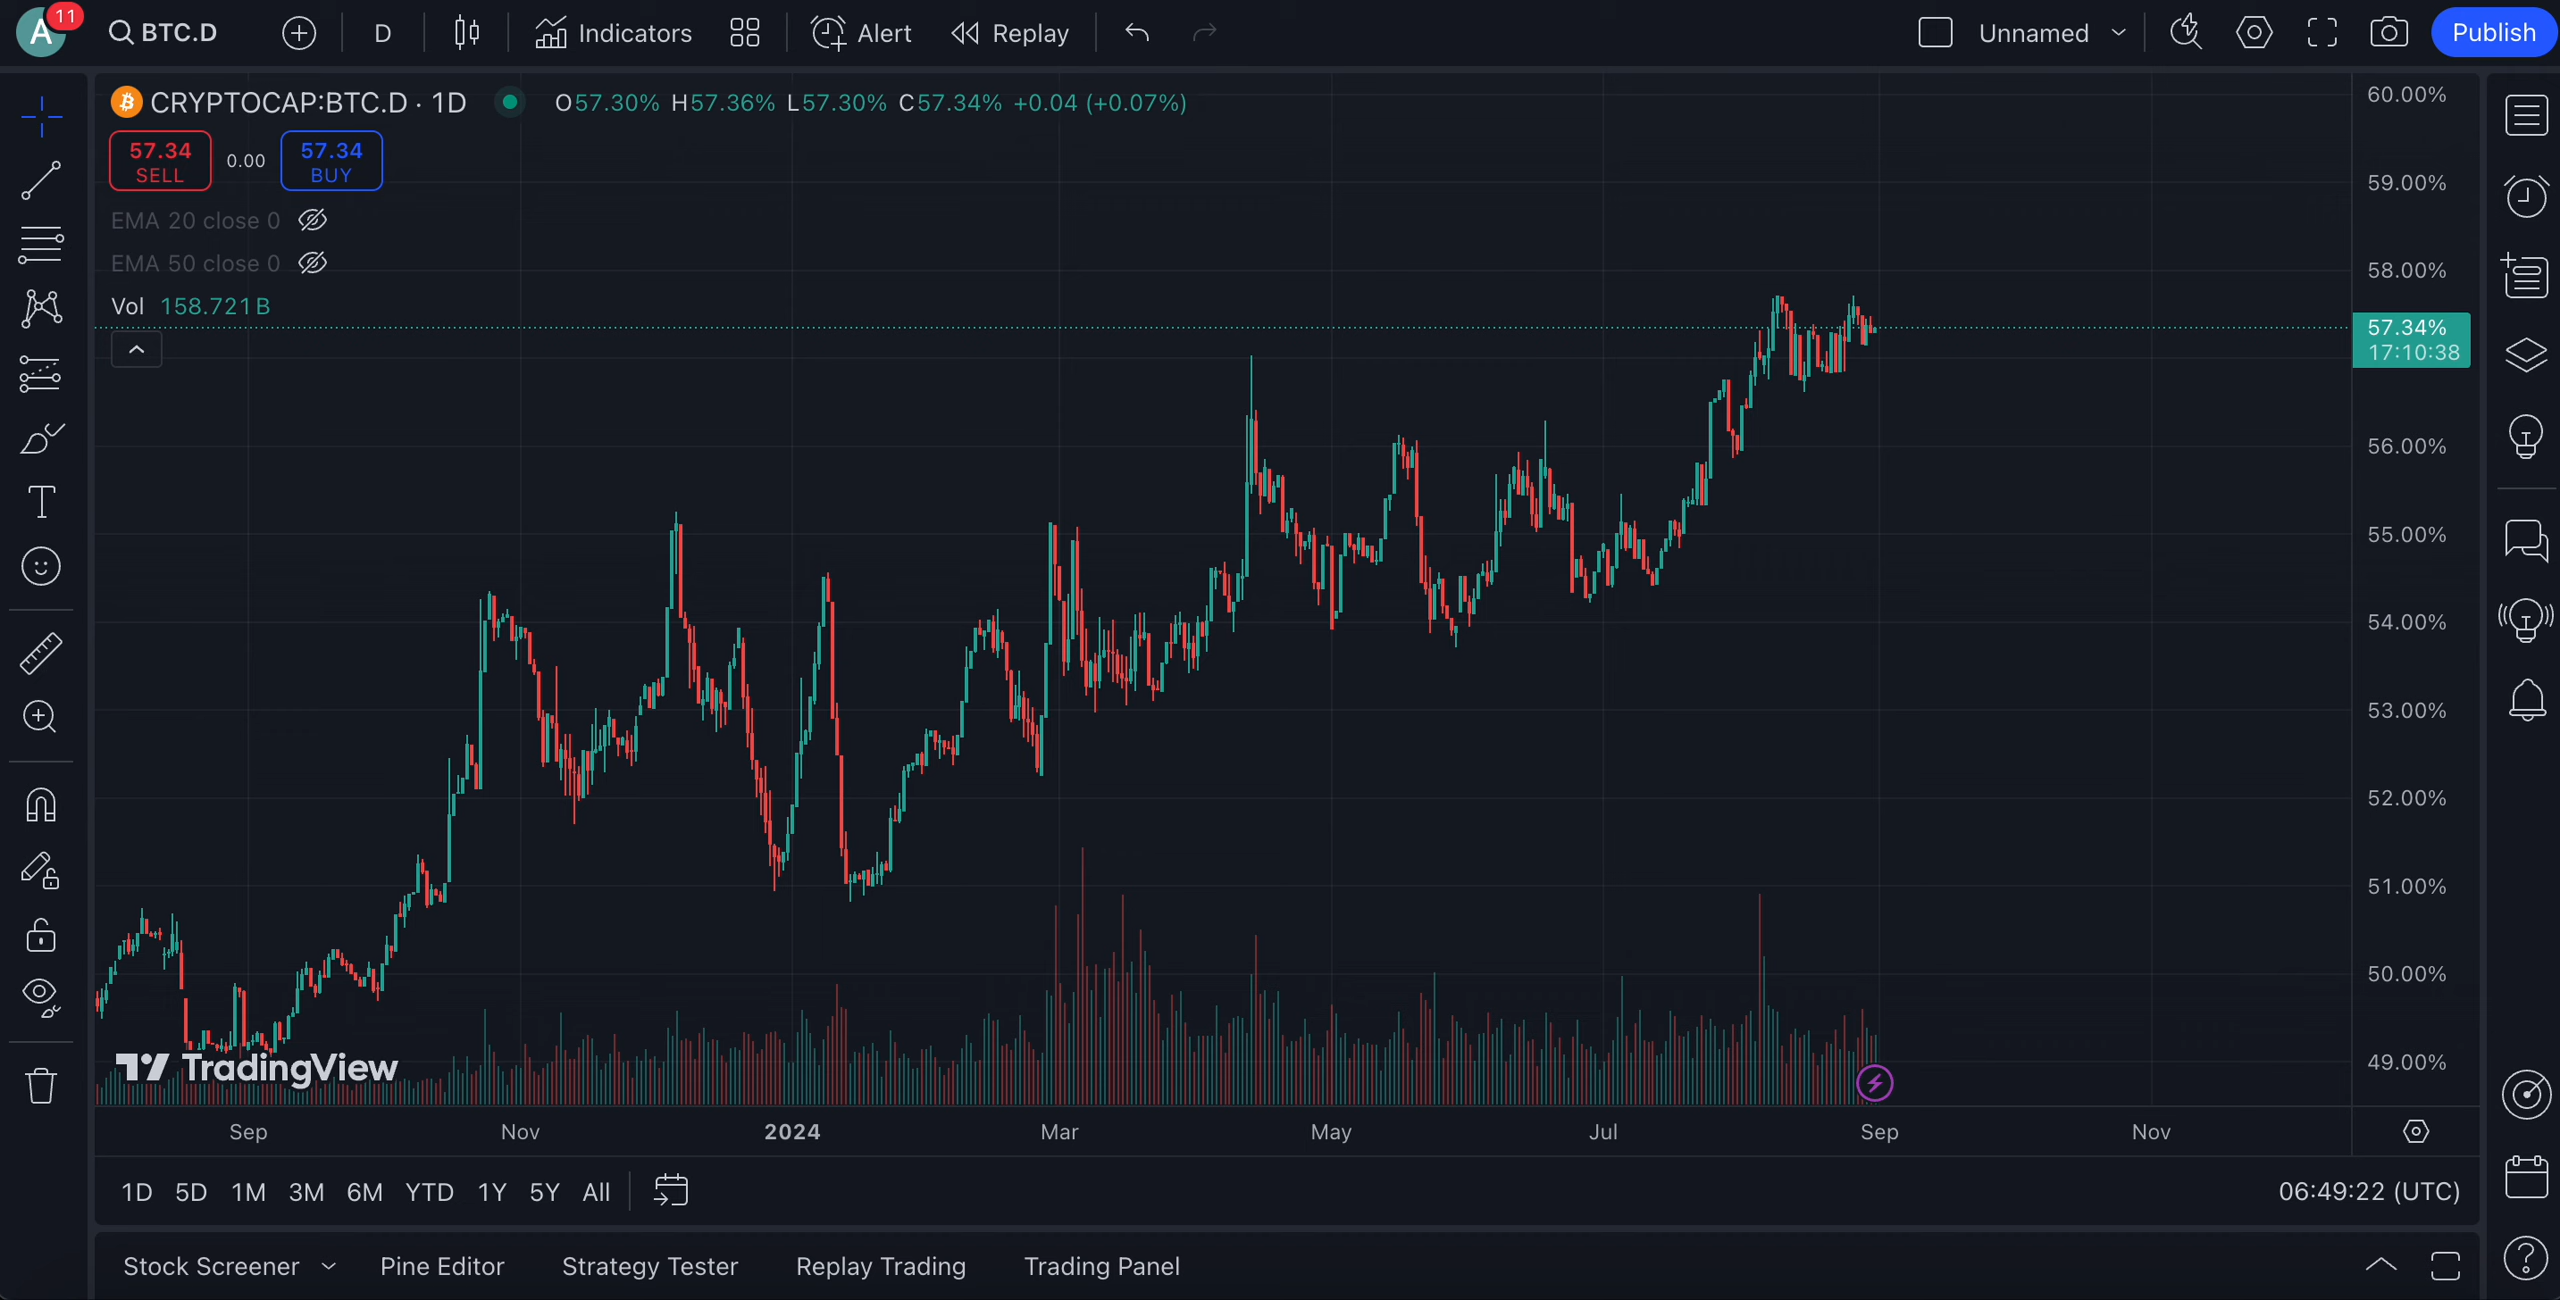 A 11 BTC.D D Indicators Alert Replay Unnamed Publish
CRYPTOCAP:BTC.D · 1D O57.30% H57.36% L57.30% C57.34% +0.04 (+0.07%)
57.34 SELL
0.00
57.34 BUY
EMA 20 close 0
EMA 50 close 0
Vol 158.721B
60.00%
59.00%
58.00%
57.34%
17:10:38
56.00%
55.00%
54.00%
53.00%
52.00%
51.00%
50.00%
49.00%
TradingView
Sep Nov 2024 Mar May Jul Sep Nov
1D 5D 1M 3M 6M YTD 1Y 5Y All 06:49:22 (UTC)
Stock Screener Pine Editor Strategy Tester Replay Trading Trading Panel